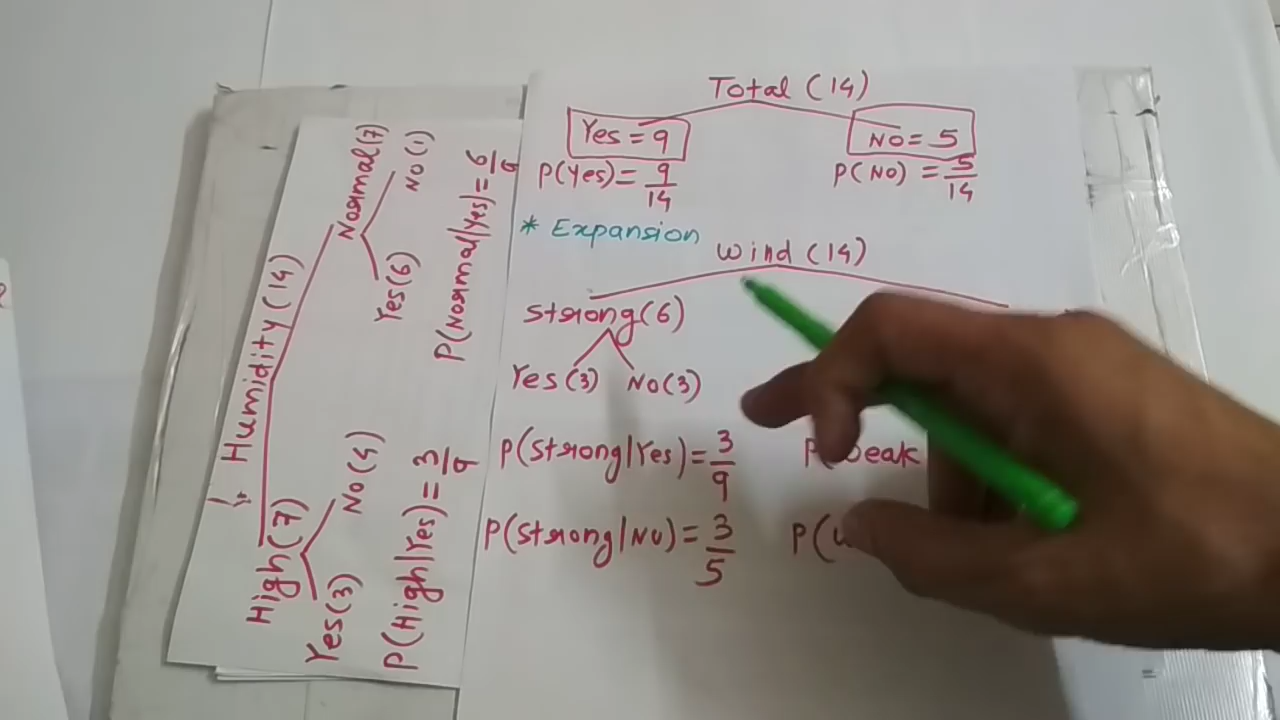 Total (14)
Yes = 9
NO = 5
P(Yes) = 9/14
P(NO) = 5/14
* Expansion
Wind (14)
Strong(6)
Yes (3) NO(3)
P(Strong|Yes) = 3/9
P(Weak
P(Strong|NO) = 3/5
P(
Humidity (14)
High(7)
Normal(7)
Yes(3)
NO(4)
Yes(6)
NO(1)
P(High|Yes) = 3/9
P(Normal|Yes) = 6/9